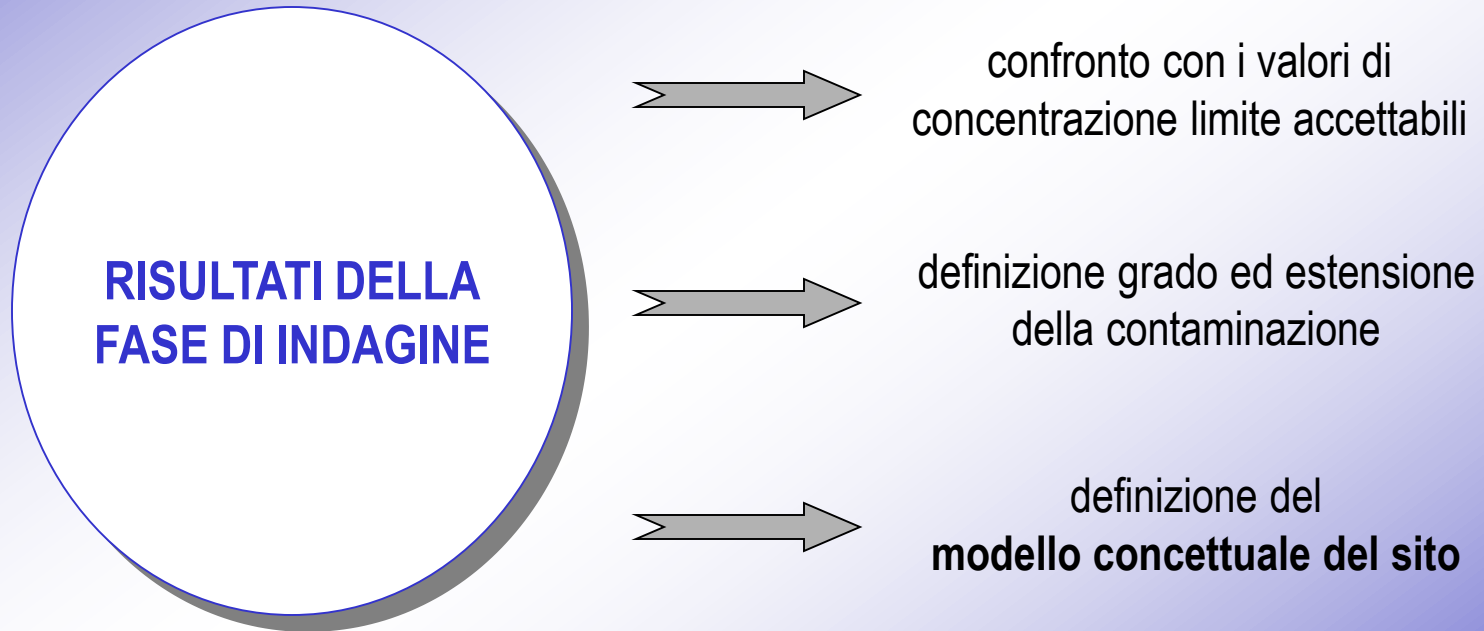 RISULTATI DELLA
FASE DI INDAGINE
confronto con i valori di
concentrazione limite accettabili
definizione grado ed estensione
della contaminazione
definizione del
modello concettuale del sito